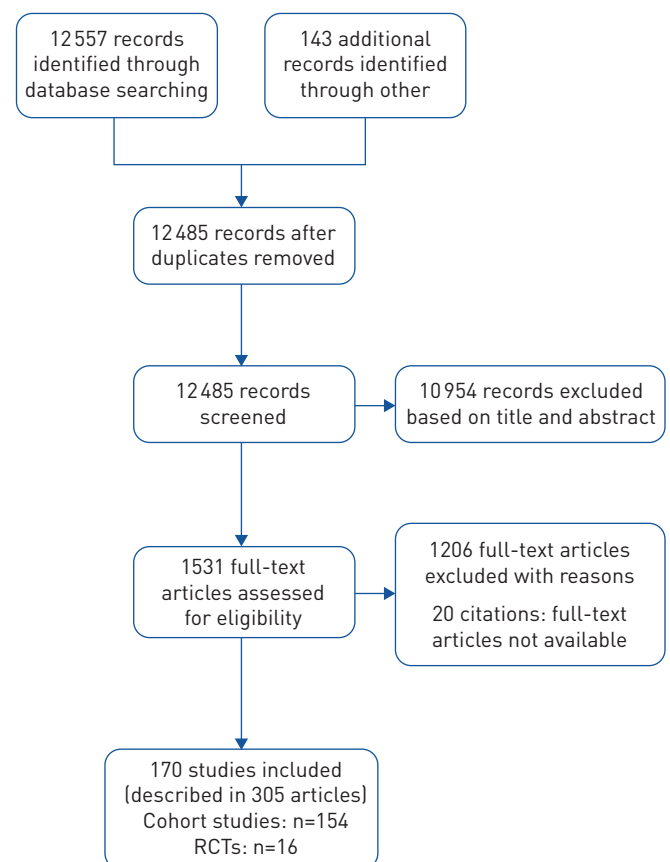 12 557 records
identified through
database searching
143 additional
records identified
through other
12 485 records after
duplicates removed
12 485 records
screened
10 954 records excluded
based on title and abstract
1531 full-text
articles assessed
for eligibility
1206 full-text articles
excluded with reasons
20 citations: full-text
articles not available
170 studies included
(described in 305 articles)
Cohort studies: n=154
RCTs: n=16